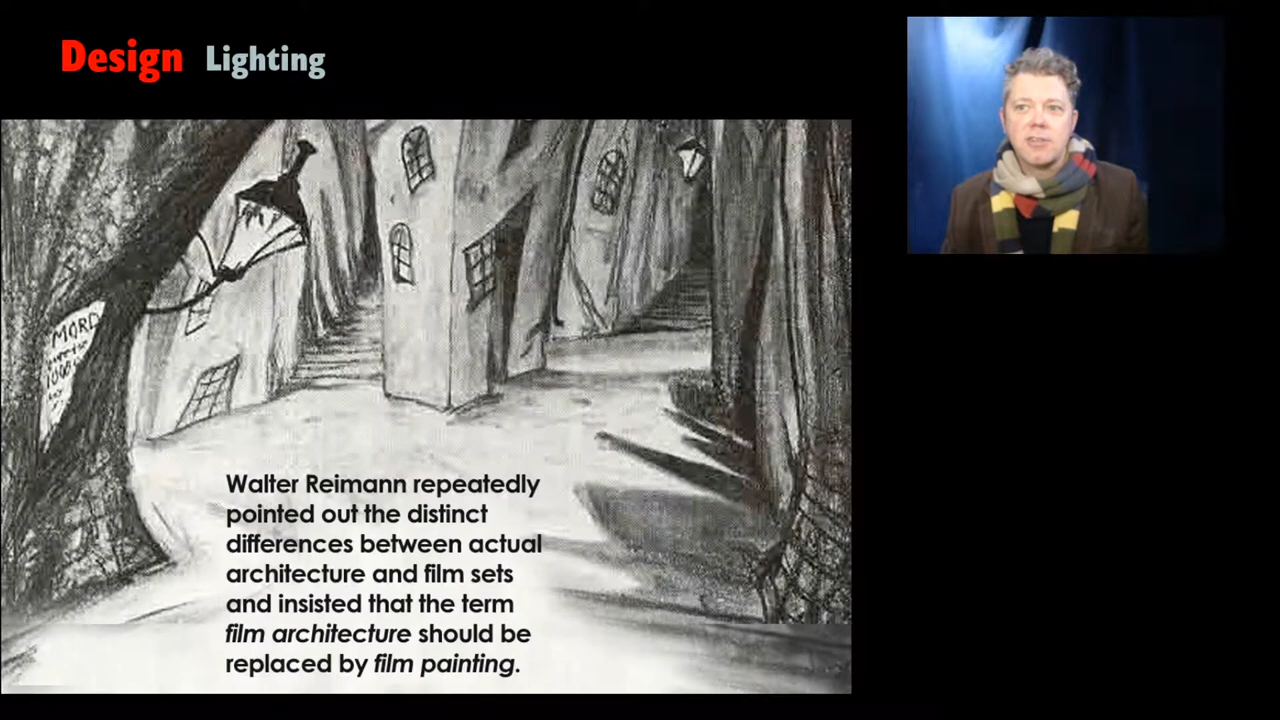 Design Lighting
MORD
1000
Walter Reimann repeatedly
pointed out the distinct
differences between actual
architecture and film sets
and insisted that the term
film architecture should be
replaced by film painting.